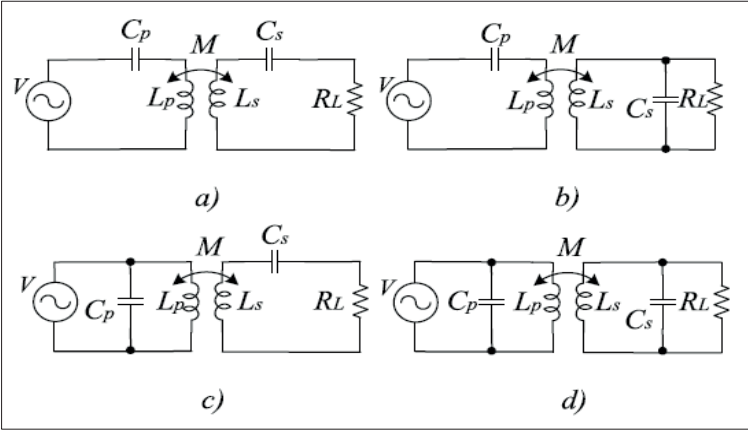 Cp Cs
M
V Lp Ls RL
a)
Cp
M
V Lp Ls Cs RL
b)
Cs
M
V Cp Lp Ls RL
c)
M
V Cp Lp Ls Cs RL
d)